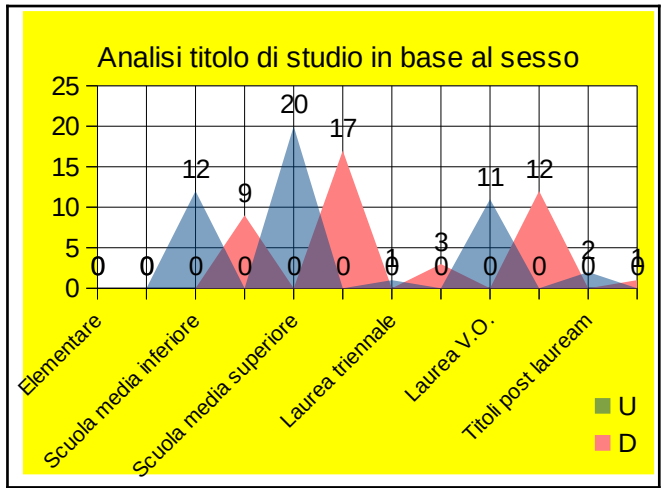 Analisi titolo di studio in base al sesso
25
20
20
17
15
12
12
11
10
9
5
3
2
1
1
0
0 0 0 0 0 0 0 0 0 0 0 0
Elementare
Scuola media inferiore
Scuola media superiore
Laurea triennale
Laurea V.O.
Titoli post lauream
U
D